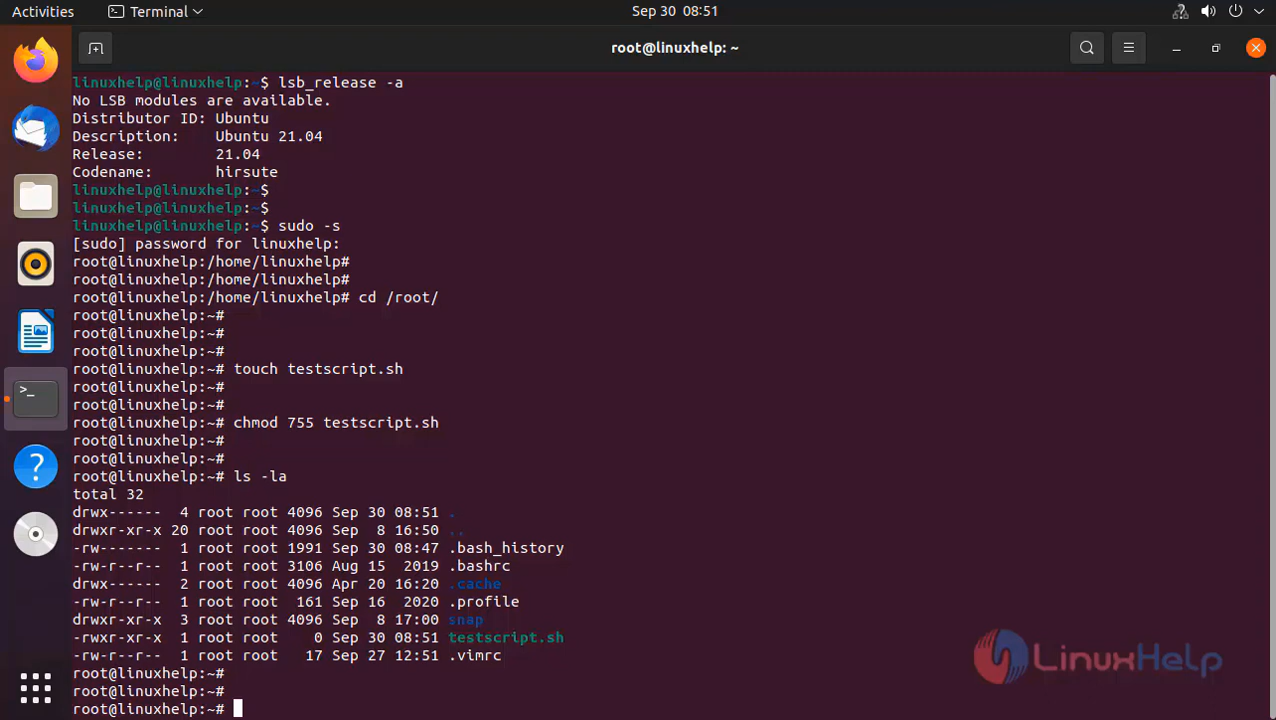 Activities
Terminal
Sep 30 08:51
root@linuxhelp: ~
linuxhelp@linuxhelp:~$ lsb_release -a
No LSB modules are available.
Distributor ID: Ubuntu
Description:    Ubuntu 21.04
Release:        21.04
Codename:       hirsute
linuxhelp@linuxhelp:~$
linuxhelp@linuxhelp:~$
linuxhelp@linuxhelp:~$ sudo -s
[sudo] password for linuxhelp:
root@linuxhelp:/home/linuxhelp#
root@linuxhelp:/home/linuxhelp#
root@linuxhelp:/home/linuxhelp# cd /root/
root@linuxhelp:~#
root@linuxhelp:~#
root@linuxhelp:~#
root@linuxhelp:~# touch testscript.sh
root@linuxhelp:~#
root@linuxhelp:~#
root@linuxhelp:~# chmod 755 testscript.sh
root@linuxhelp:~#
root@linuxhelp:~#
root@linuxhelp:~# ls -la
total 32
drwx------  4 root root 4096 Sep 30 08:51 .
drwxr-xr-x 20 root root 4096 Sep  8 16:50 ..
-rw-------  1 root root 1991 Sep 30 08:47 .bash_history
-rw-r--r--  1 root root 3106 Aug 15  2019 .bashrc
drwx------  2 root root 4096 Apr 20 16:20 .cache
-rw-r--r--  1 root root  161 Sep 16  2020 .profile
drwxr-xr-x  3 root root 4096 Sep  8 17:00 snap
-rwxr-xr-x  1 root root    0 Sep 30 08:51 testscript.sh
-rw-r--r--  1 root root   17 Sep 27 12:51 .vimrc
root@linuxhelp:~#
root@linuxhelp:~#
root@linuxhelp:~#
LinuxHelp